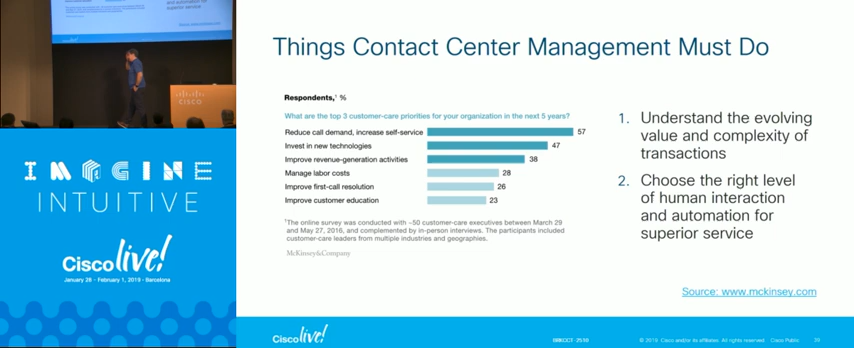 and automation for
superior service
CISCO
IMAGINE
INTUITIVE
Cisco live!
January 28 - February 1, 2019 - Barcelona
Things Contact Center Management Must Do
Respondents,¹ %
What are the top 3 customer-care priorities for your organization in the next 5 years?
Reduce call demand, increase self-service 57
Invest in new technologies 47
Improve revenue-generation activities 38
Manage labor costs 28
Improve first-call resolution 26
Improve customer education 23
¹The online survey was conducted with ~50 customer-care executives between March 29
and May 27, 2016, and complemented by in-person interviews. The participants included
customer-care leaders from multiple industries and geographies.
McKinsey&Company
1. Understand the evolving
value and complexity of
transactions
2. Choose the right level
of human interaction
and automation for
superior service
Source: www.mckinsey.com
Cisco live!
BRKCCT 2510
© 2019 Cisco and/or its affiliates. All rights reserved. Cisco Public